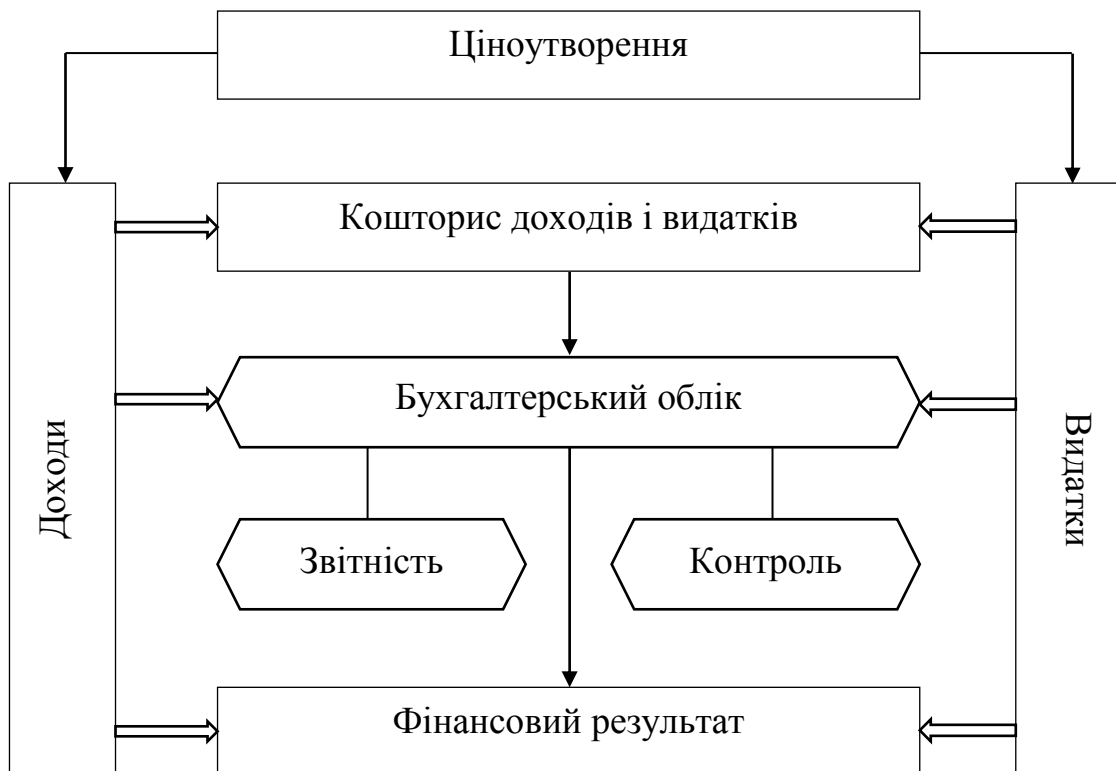 Ціноутворення
Кошторис доходів і видатків
Бухгалтерський облік
Доходи
Видатки
Звітність
Контроль
Фінансовий результат